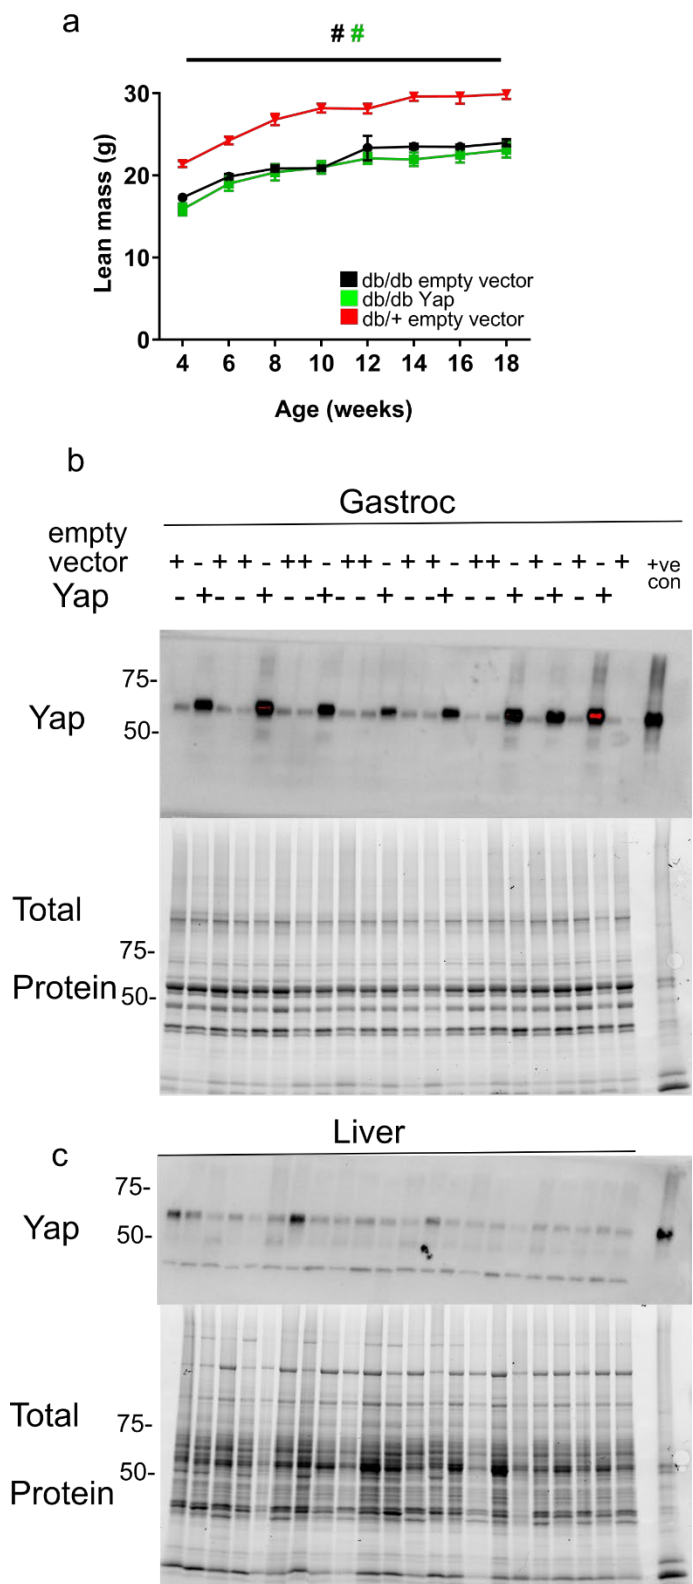 a
# #
30
20
10
0
Lean mass (g)
db/db empty vector
db/db Yap
db/+ empty vector
4 6 8 10 12 14 16 18
Age (weeks)
b
Gastroc
empty
vector + - + + - ++ - ++ - + + - ++ - + - + - +
Yap - + - - + - - + - - + - - + - - + - + - + -
+ve
con
75-
Yap
50-
Total
75-
Protein
50-
Liver
c
75-
Yap
50-
Total
75-
Protein
50-